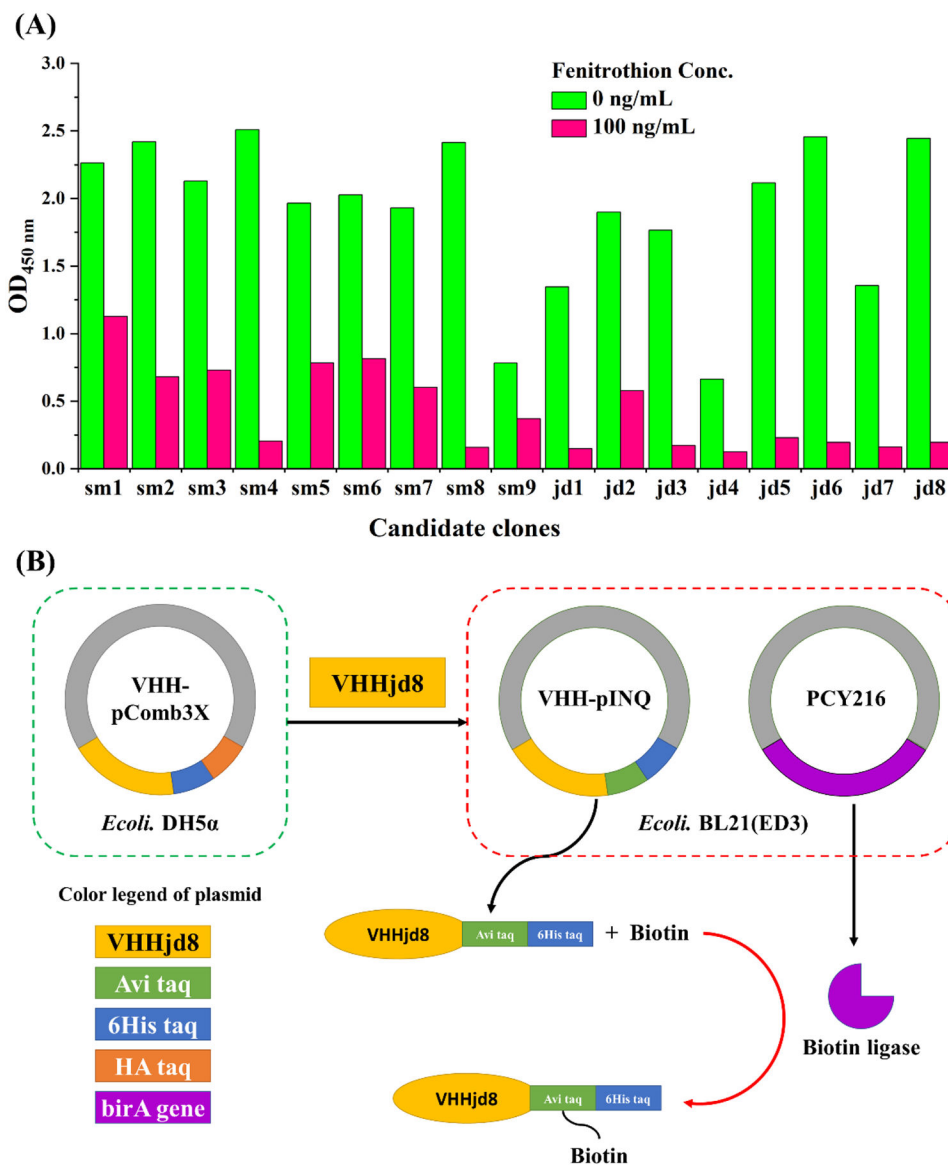 (A)
3.0
2.5
2.0
1.5
1.0
0.5
0.0
OD450 nm
Fenitrothion Conc.
0 ng/mL
100 ng/mL
sm1 sm2 sm3 sm4 sm5 sm6 sm7 sm8 sm9 jd1 jd2 jd3 jd4 jd5 jd6 jd7 jd8
Candidate clones
(B)
VHH-
pComb3X
Ecoli. DH5α
VHHjd8
VHH-pINQ
PCY216
Ecoli. BL21(ED3)
Color legend of plasmid
VHHjd8
Avi taq
6His taq
HA taq
birA gene
VHHjd8
Avi taq
6His taq
+ Biotin
Biotin ligase
VHHjd8
Avi taq
6His taq
Biotin